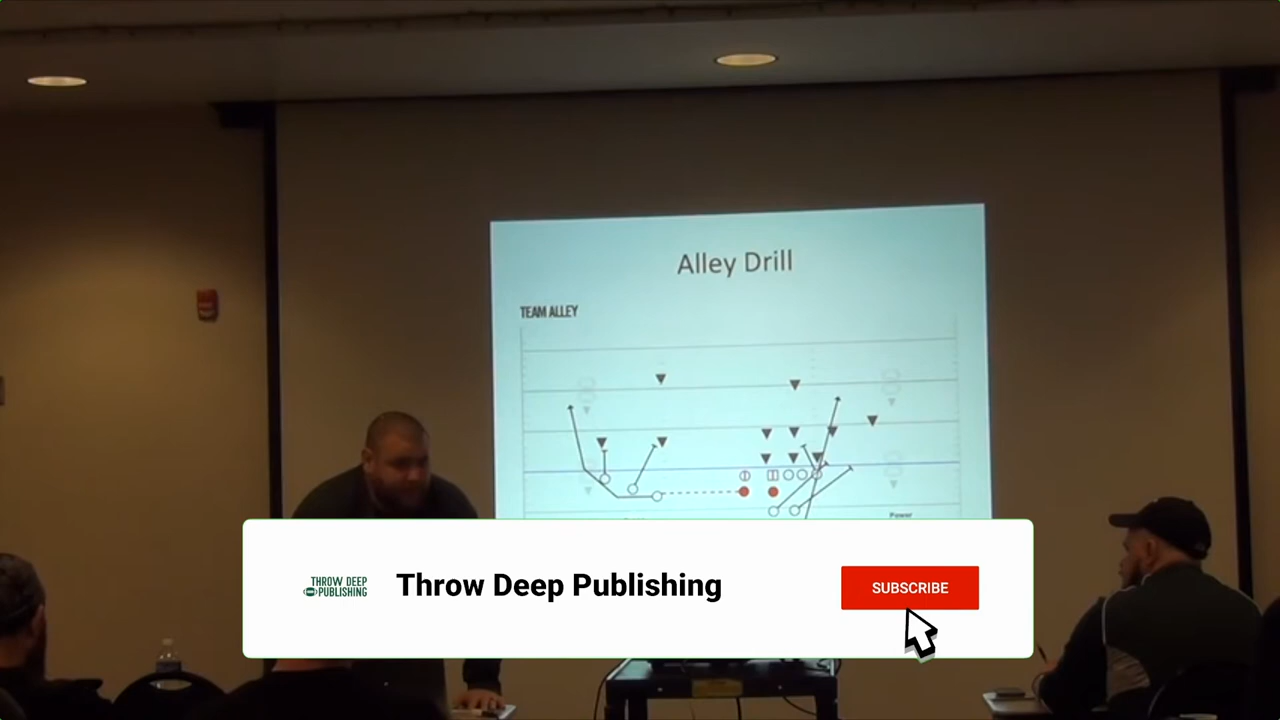 Alley Drill
TEAM ALLEY
Power
THROW DEEP
PUBLISHING
Throw Deep Publishing
SUBSCRIBE